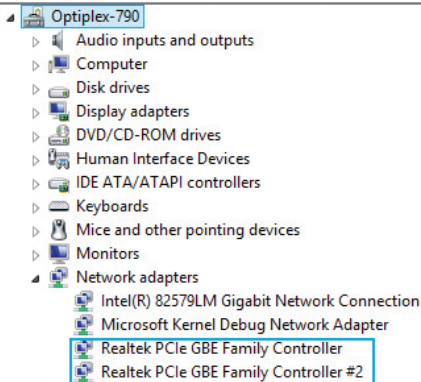 Optiplex-790
Audio inputs and outputs
Computer
Disk drives
Display adapters
DVD/CD-ROM drives
Human Interface Devices
IDE ATA/ATAPI controllers
Keyboards
Mice and other pointing devices
Monitors
Network adapters
Intel(R) 82579LM Gigabit Network Connection
Microsoft Kernel Debug Network Adapter
Realtek PCIe GBE Family Controller
Realtek PCIe GBE Family Controller #2